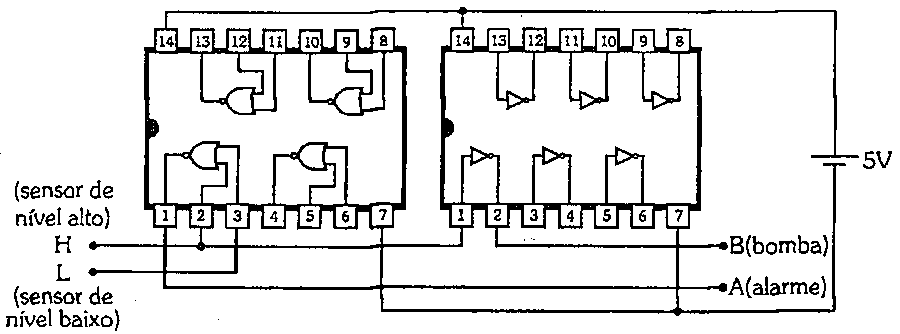 14 13 12 11 10 9 8
14 13 12 11 10 9 8
5V
1 2 3 4 5 6 7
1 2 3 4 5 6 7
(sensor de
nível alto)
H
B(bomba)
L
A(alarme)
(sensor de
nível baixo)